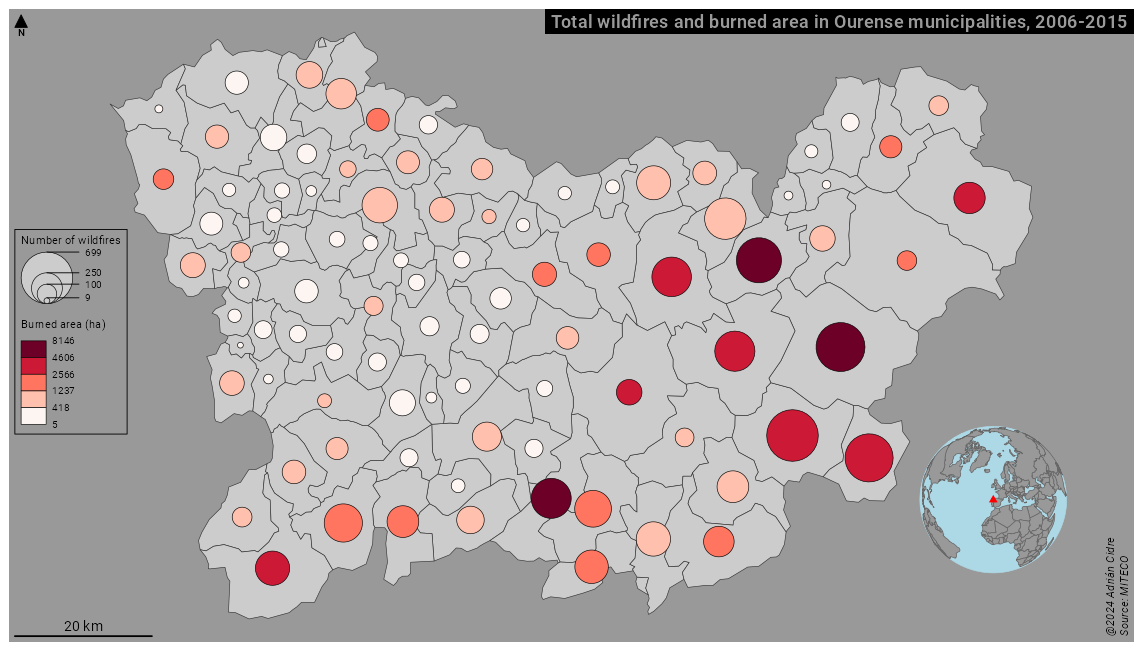 Total wildfires and burned area in Ourense municipalities, 2006-2015
N
Number of wildfires
699
250
100
9
Burned area (ha)
8146
4606
2566
1237
418
5
20 km
@2024 Adrián Cidre
Source: MITECO